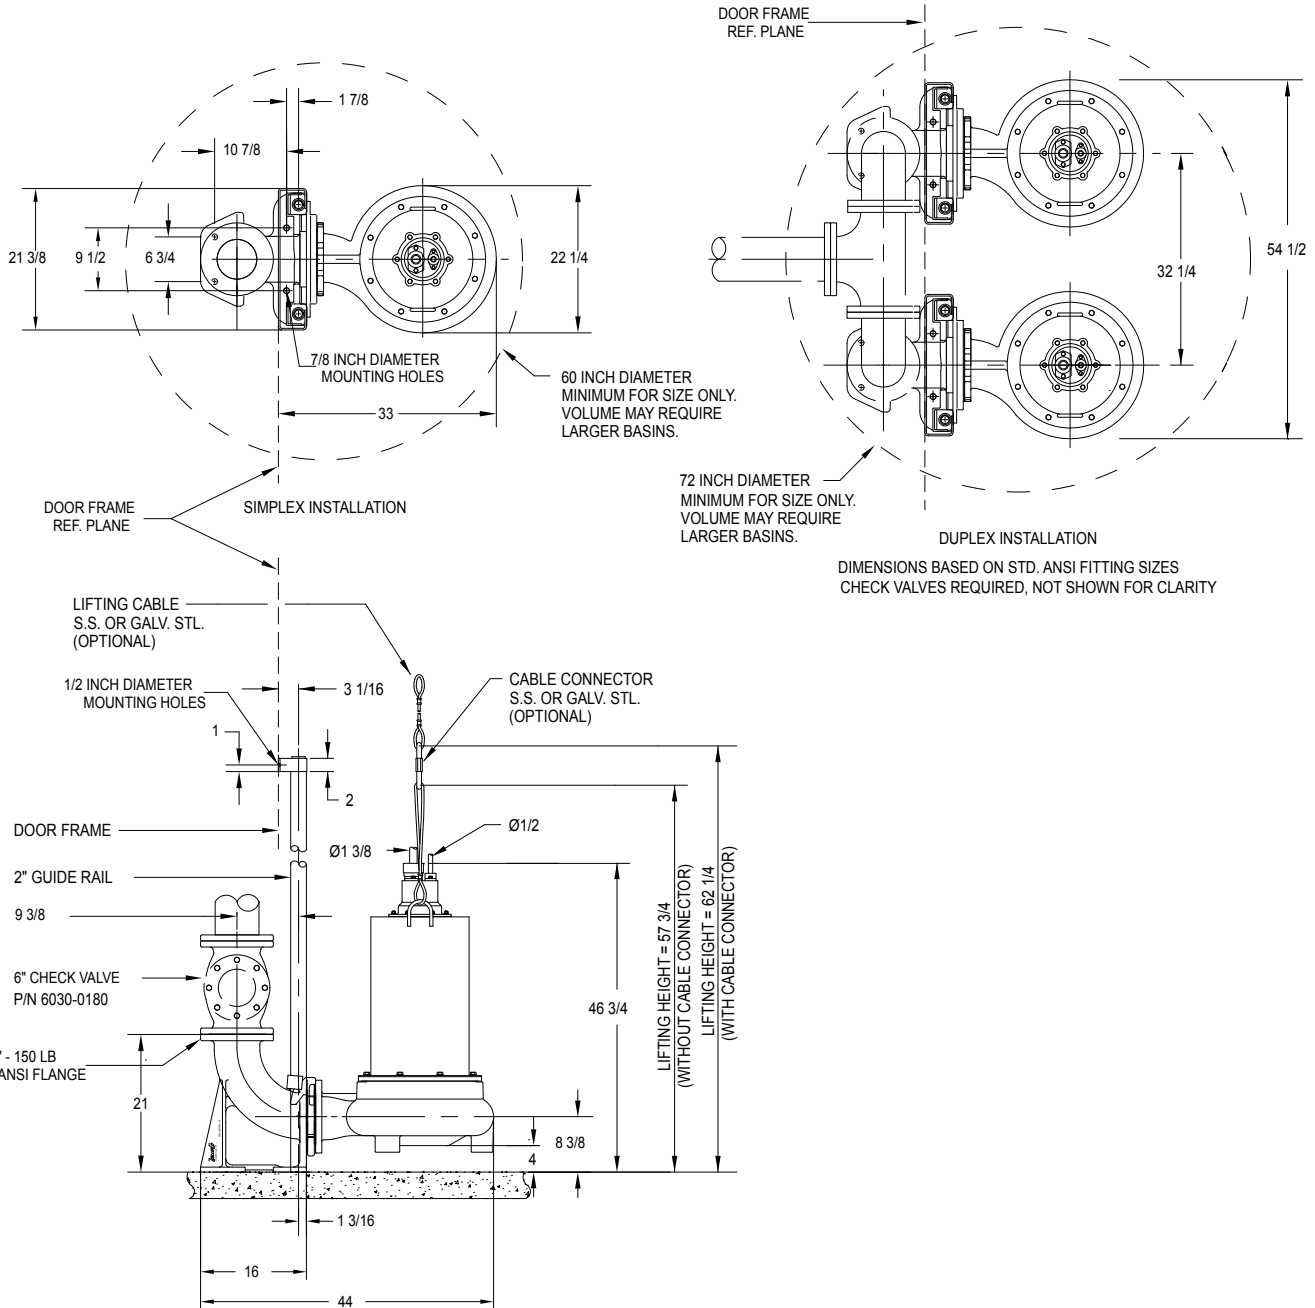 DOOR FRAME
REF. PLANE
1 7/8
10 7/8
21 3/8
9 1/2
6 3/4
22 1/4
7/8 INCH DIAMETER
MOUNTING HOLES
33
60 INCH DIAMETER
MINIMUM FOR SIZE ONLY.
VOLUME MAY REQUIRE
LARGER BASINS.
32 1/4
54 1/2
72 INCH DIAMETER
MINIMUM FOR SIZE ONLY.
VOLUME MAY REQUIRE
LARGER BASINS.
DOOR FRAME
REF. PLANE
SIMPLEX INSTALLATION
DUPLEX INSTALLATION
DIMENSIONS BASED ON STD. ANSI FITTING SIZES
CHECK VALVES REQUIRED, NOT SHOWN FOR CLARITY
LIFTING CABLE
S.S. OR GALV. STL.
(OPTIONAL)
1/2 INCH DIAMETER
MOUNTING HOLES
3 1/16
CABLE CONNECTOR
S.S. OR GALV. STL.
(OPTIONAL)
1
2
DOOR FRAME
Ø1 3/8
Ø1/2
2" GUIDE RAIL
9 3/8
6" CHECK VALVE
P/N 6030-0180
46 3/4
LIFTING HEIGHT = 57 3/4
(WITHOUT CABLE CONNECTOR)
LIFTING HEIGHT = 62 1/4
(WITH CABLE CONNECTOR)
" - 150 LB
ANSI FLANGE
21
8 3/8
4
1 3/16
16
44